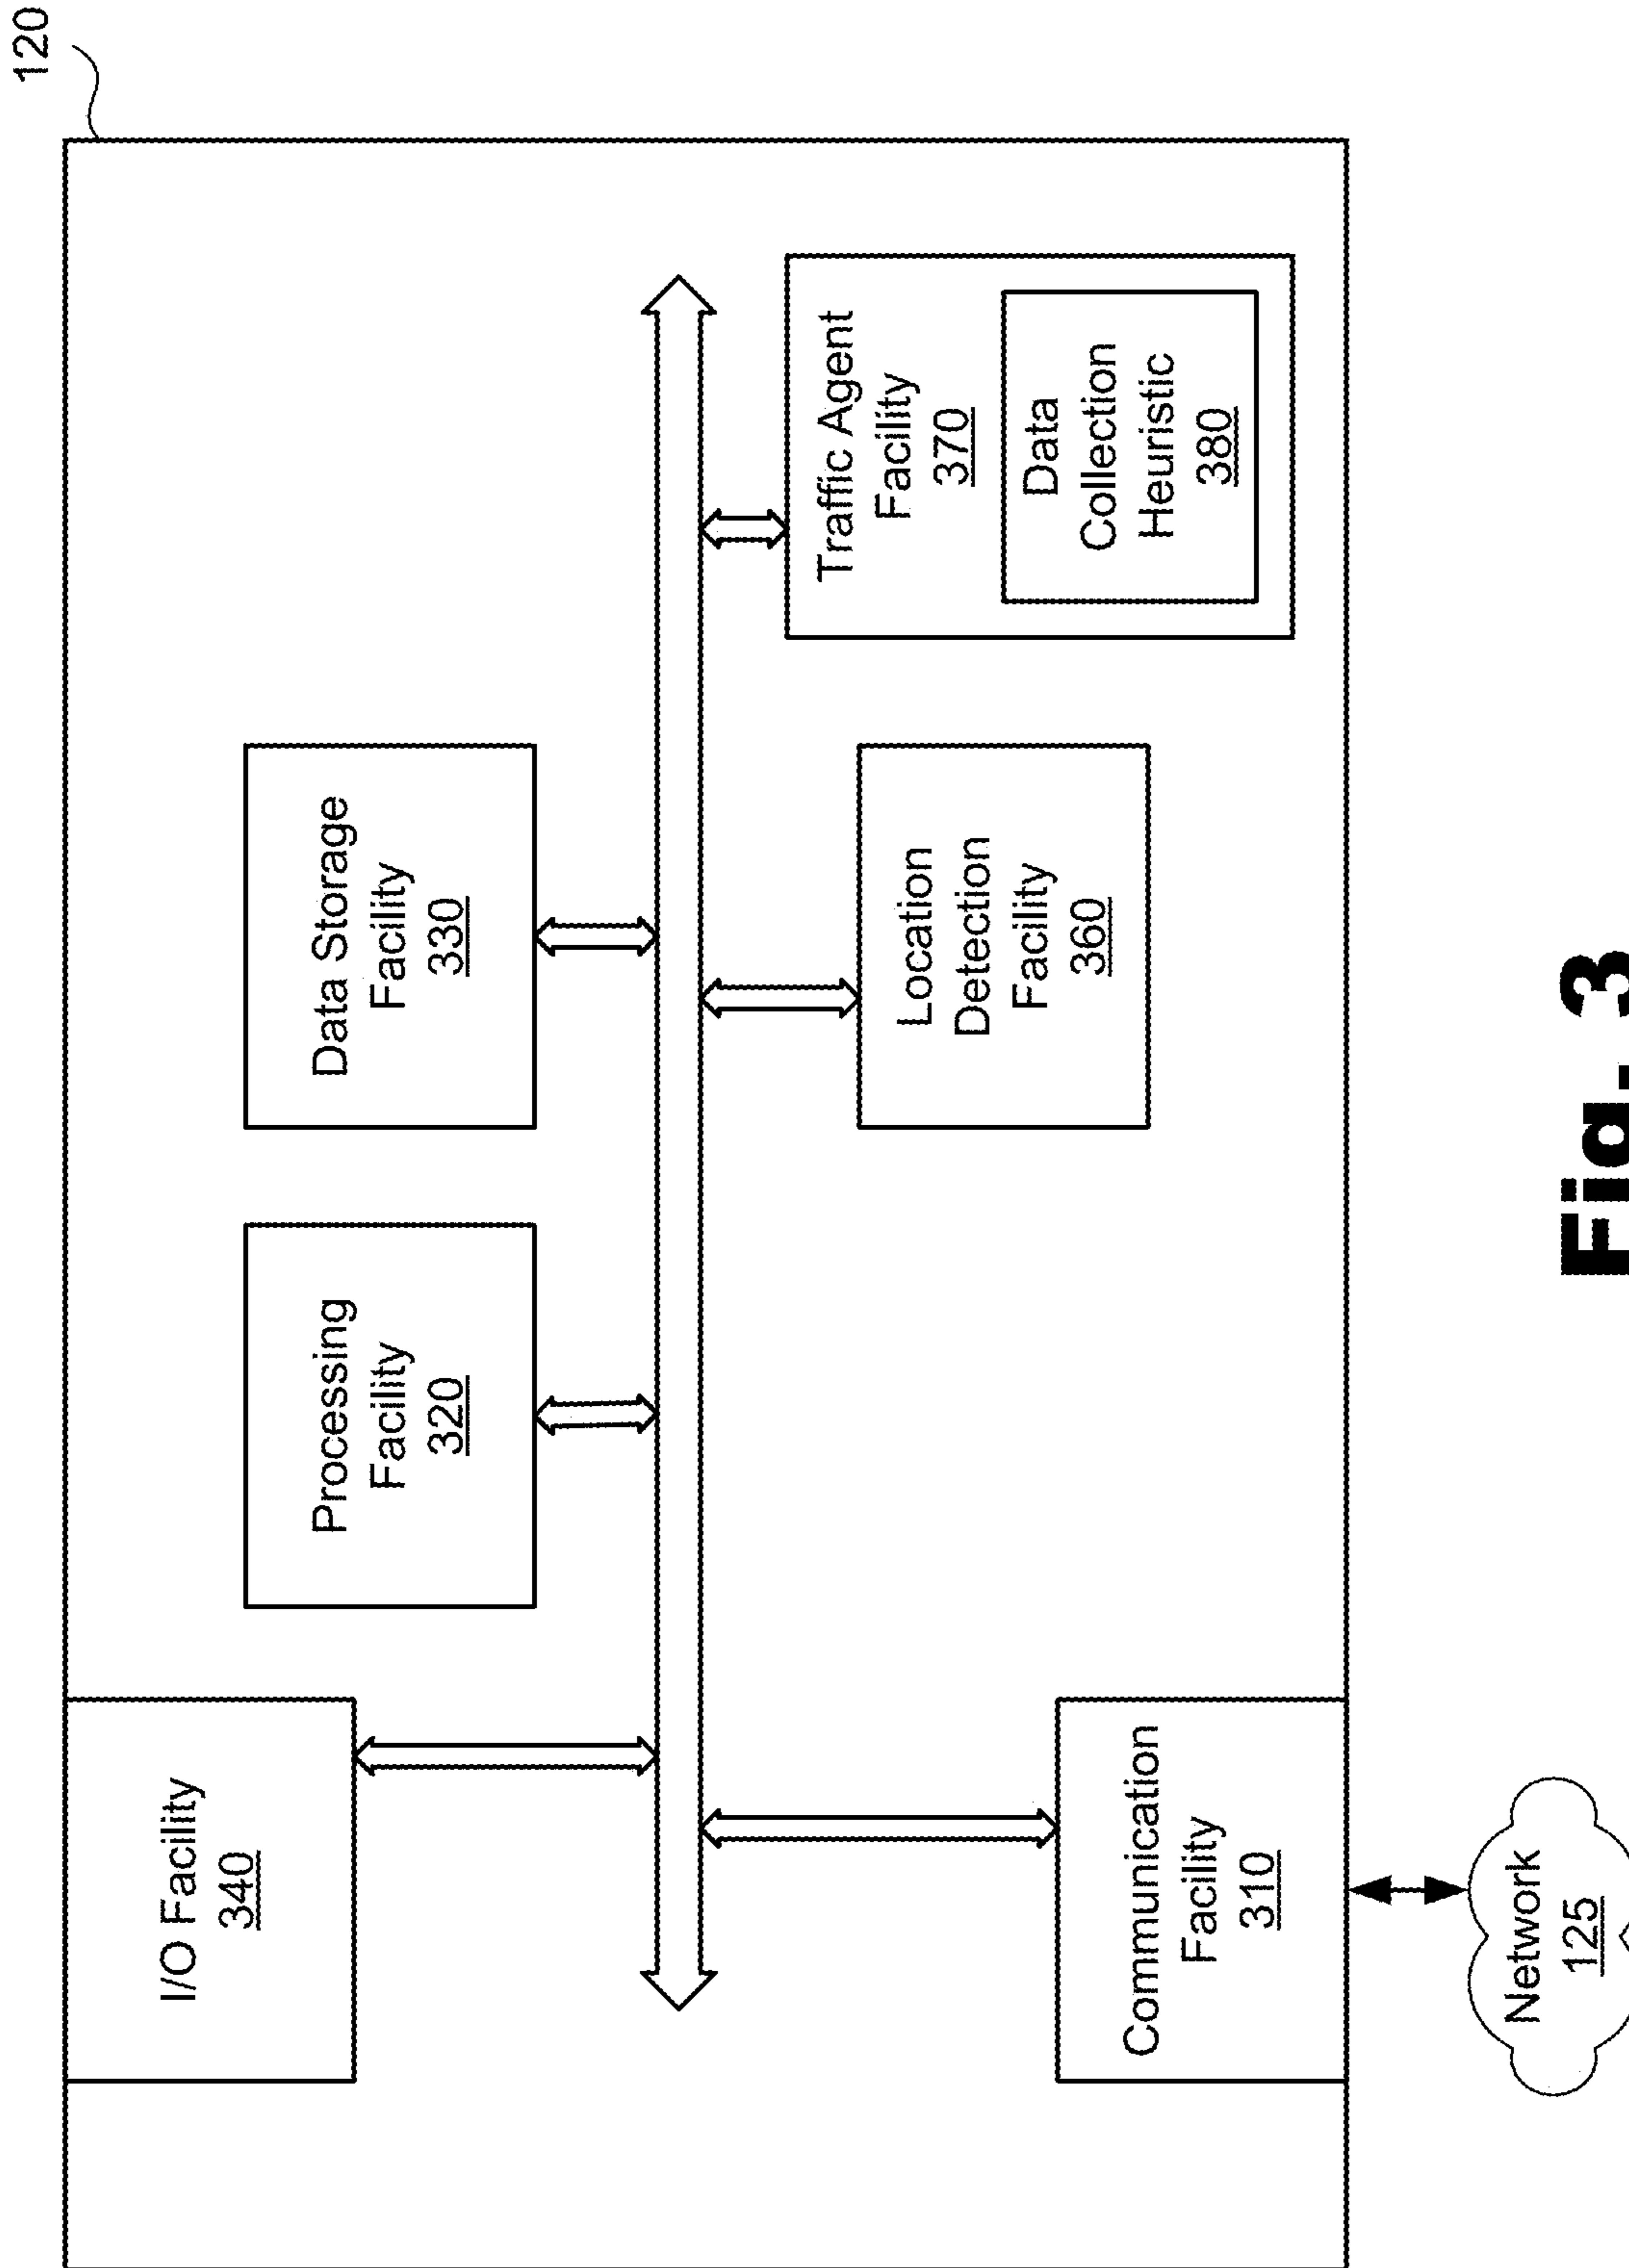 120
I/O Facility
340
Processing
Facility
320
Data Storage
Facility
330
Communication
Facility
310
Location
Detection
Facility
360
Traffic Agent
Facility
370
Data
Collection
Heuristic
380
Network
125
Fig. 3